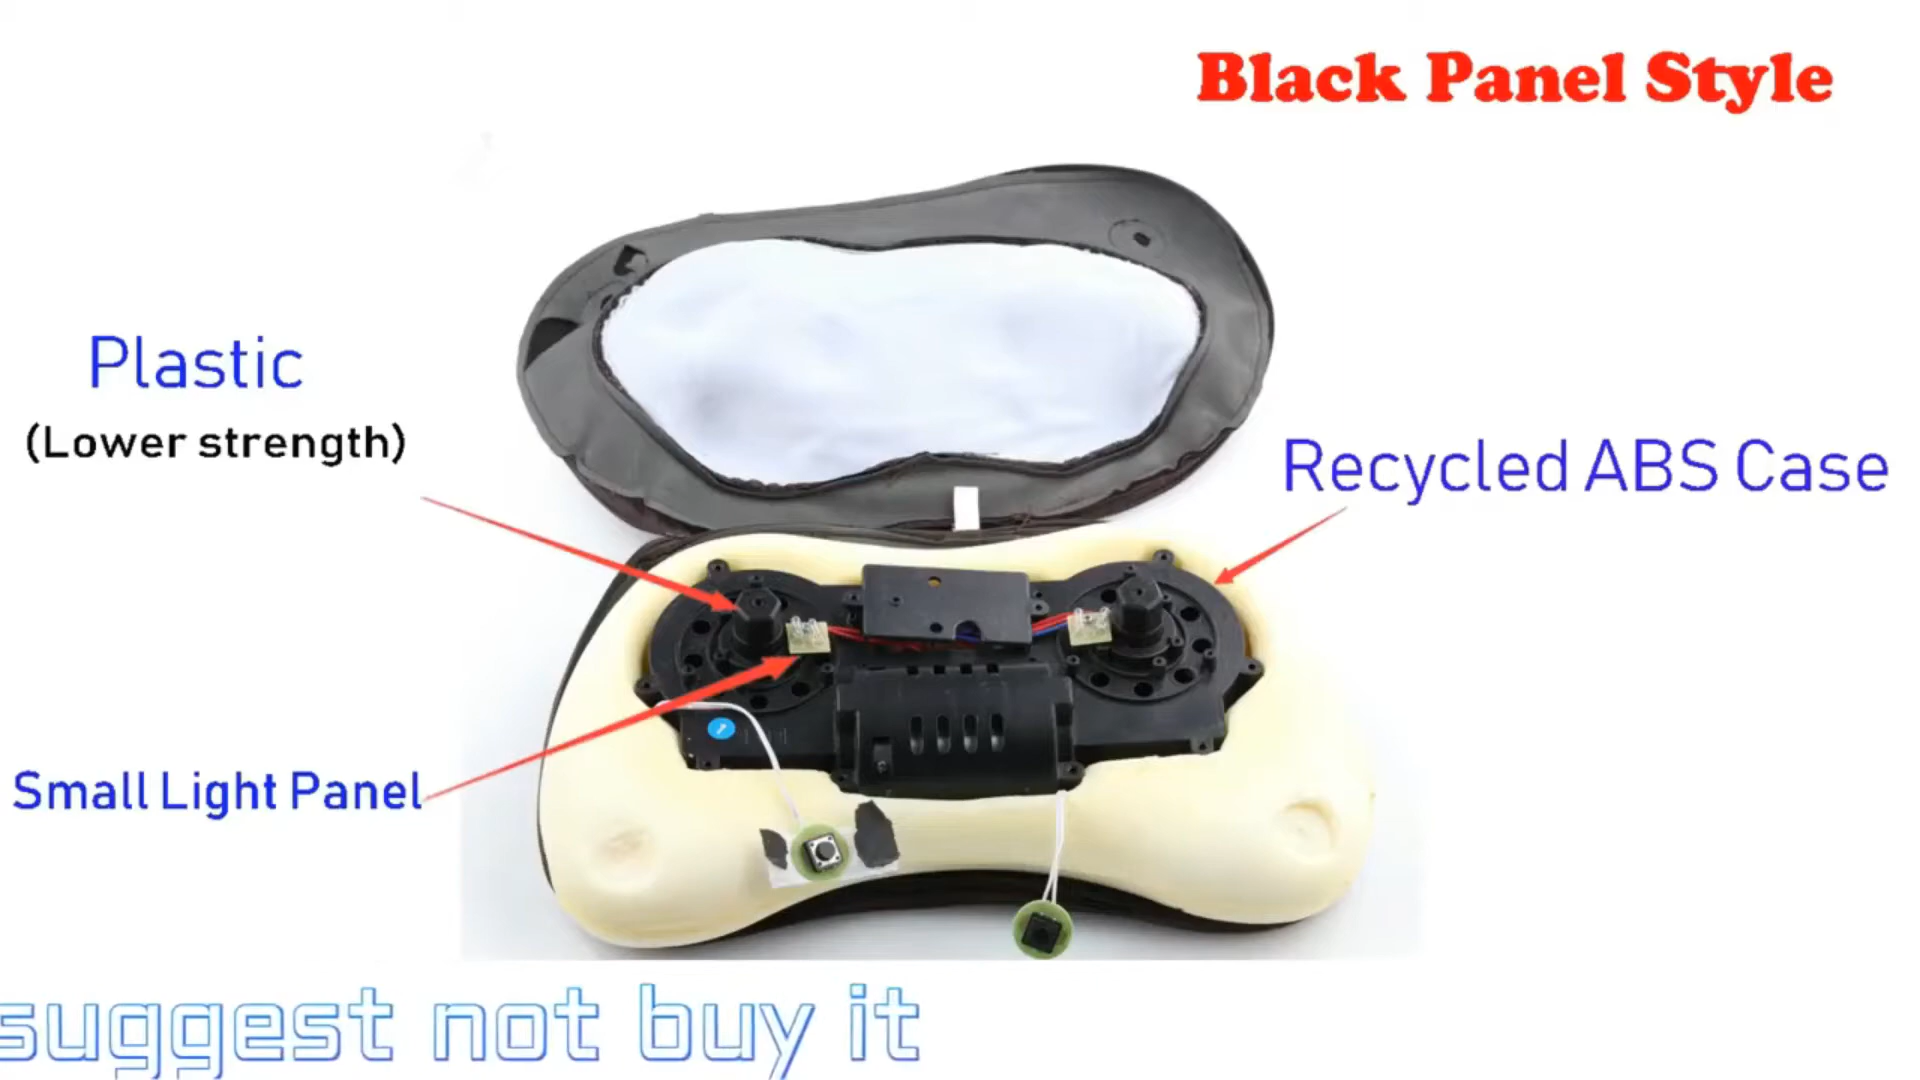 Black Panel Style
Plastic
(Lower strength)
Recycled ABS Case
Small Light Panel
suggest not buy it